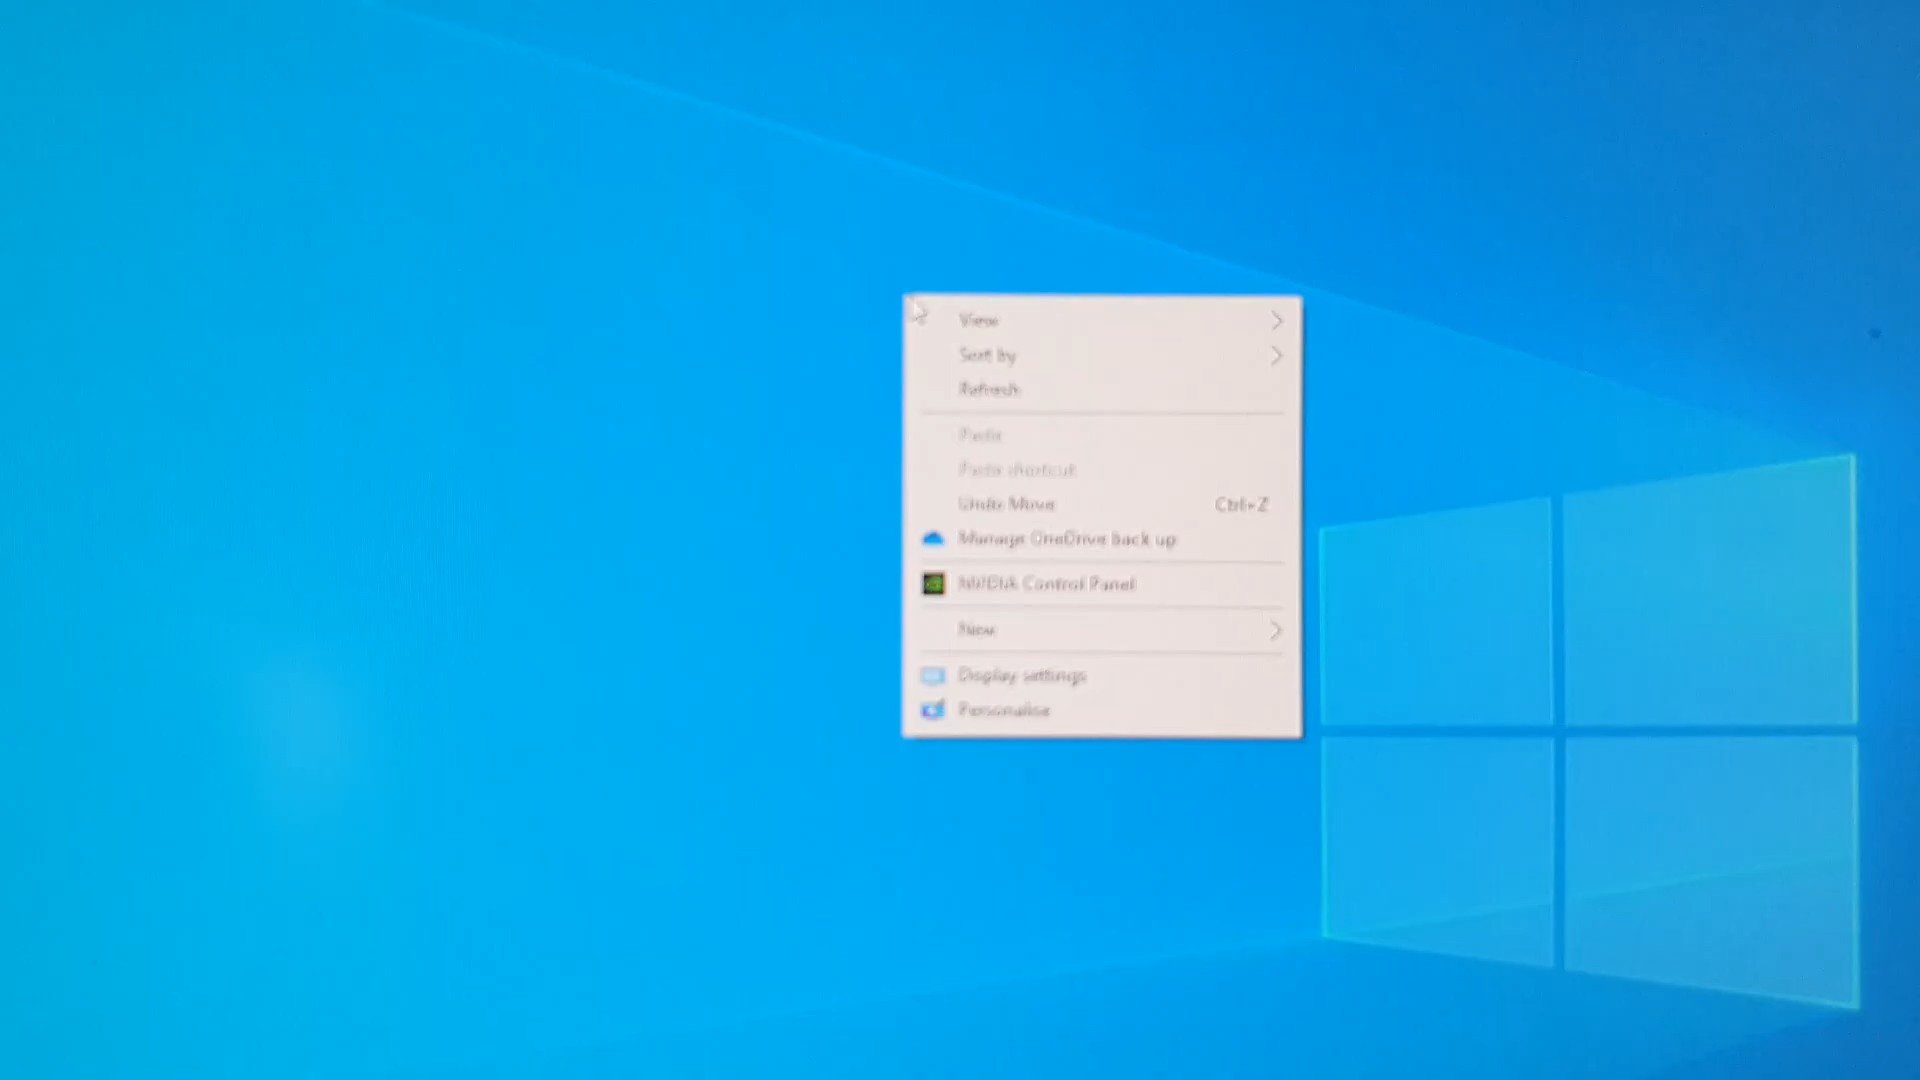 View
Sort by
Refresh
Paste
Paste shortcut
Undo Move Ctrl+Z
Manage OneDrive back up
NVIDIA Control Panel
New
Display settings
Personalise